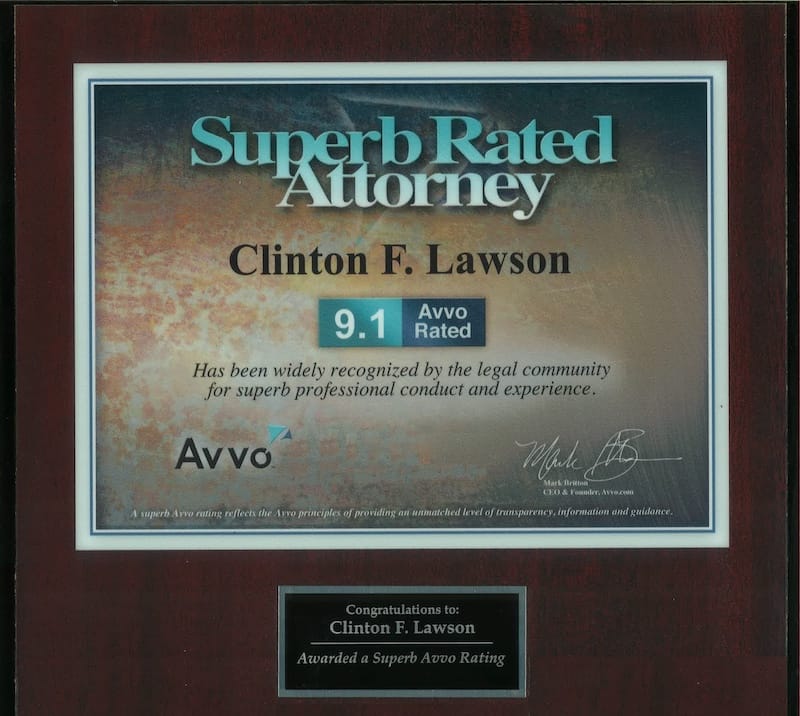 Superb Rated
Attorney
Clinton F. Lawson
9.1 Avvo
Rated
Has been widely recognized by the legal community
for superb professional conduct and experience.
Avvo
Mark Britton
CEO & Founder, Avvo.com
A superb Avvo rating reflects the Avvo principles of providing an unmatched level of transparency, information and guidance.
Congratulations to:
Clinton F. Lawson
Awarded a Superb Avvo Rating